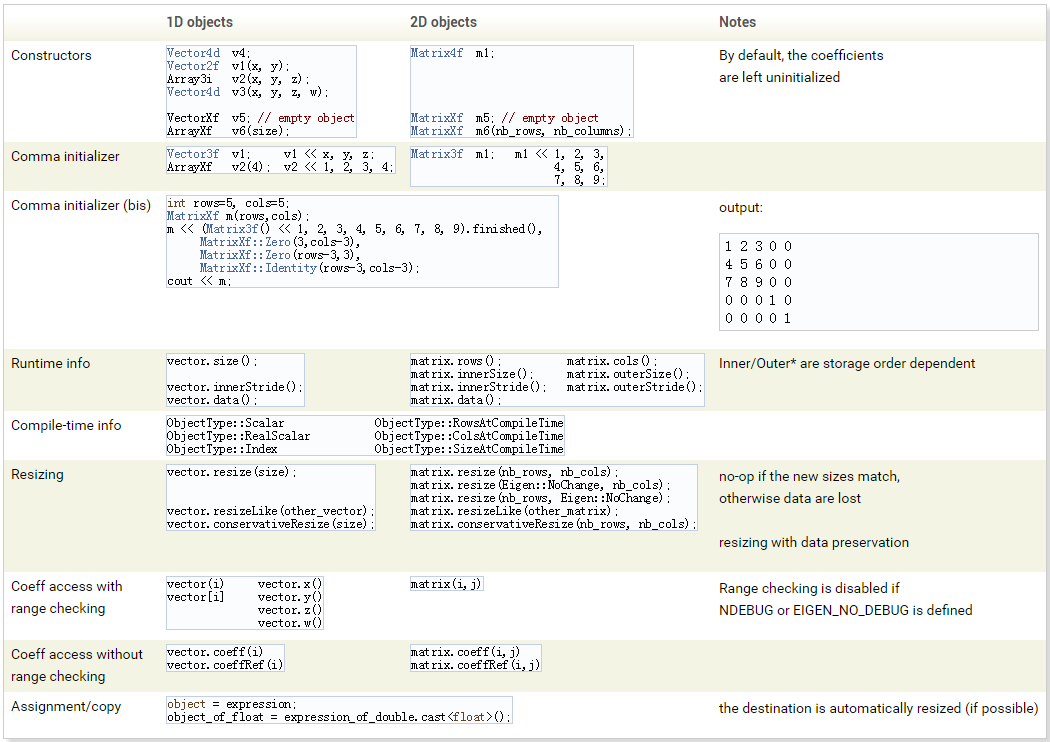 1D objects 2D objects Notes
Constructors
Vector4d v4;
Vector2f v1(x, y);
Array3i v2(x, y, z);
Vector4d v3(x, y, z, w);
VectorXf v5; // empty object
ArrayXf v6(size);
Matrix4f m1;
MatrixXf m5; // empty object
MatrixXf m6(nb_rows, nb_columns);
By default, the coefficients
are left uninitialized
Comma initializer
Vector3f v1; v1 << x, y, z;
ArrayXf v2(4); v2 << 1, 2, 3, 4;
Matrix3f m1; m1 << 1, 2, 3,
4, 5, 6,
7, 8, 9;
Comma initializer (bis)
int rows=5, cols=5;
MatrixXf m(rows,cols);
m << (Matrix3f() << 1, 2, 3, 4, 5, 6, 7, 8, 9).finished(),
MatrixXf::Zero(3,cols-3),
MatrixXf::Zero(rows-3,3),
MatrixXf::Identity(rows-3,cols-3);
cout << m;
output:
1 2 3 0 0
4 5 6 0 0
7 8 9 0 0
0 0 0 1 0
0 0 0 0 1
Runtime info
vector.size();
vector.innerStride();
vector.data();
matrix.rows(); matrix.cols();
matrix.innerSize(); matrix.outerSize();
matrix.innerStride(); matrix.outerStride();
matrix.data();
Inner/Outer* are storage order dependent
Compile-time info
ObjectType::Scalar ObjectType::RowsAtCompileTime
ObjectType::RealScalar ObjectType::ColsAtCompileTime
ObjectType::Index ObjectType::SizeAtCompileTime
Resizing
vector.resize(size);
vector.resizeLike(other_vector);
vector.conservativeResize(size);
matrix.resize(nb_rows, nb_cols);
matrix.resize(Eigen::NoChange, nb_cols);
matrix.resize(nb_rows, Eigen::NoChange);
matrix.resizeLike(other_matrix);
matrix.conservativeResize(nb_rows, nb_cols);
no-op if the new sizes match,
otherwise data are lost
resizing with data preservation
Coeff access with
range checking
vector(i) vector.x()
vector[i] vector.y()
vector.z()
vector.w()
matrix(i,j)
Range checking is disabled if
NDEBUG or EIGEN_NO_DEBUG is defined
Coeff access without
range checking
vector.coeff(i)
vector.coeffRef(i)
matrix.coeff(i,j)
matrix.coeffRef(i,j)
Assignment/copy
object = expression;
object_of_float = expression_of_double.cast<float>();
the destination is automatically resized (if possible)